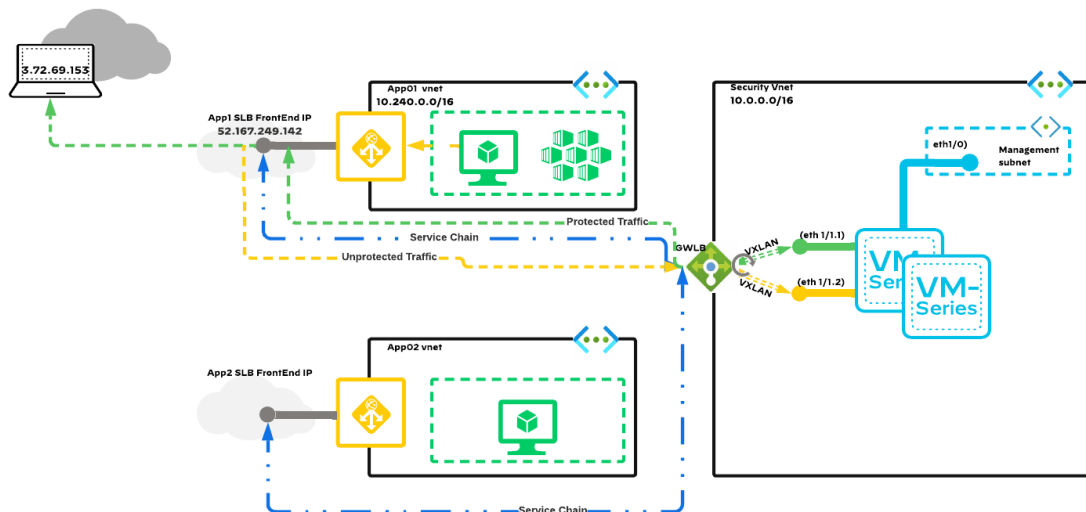 3.72.69.153
App1 SLB FrontEnd IP
52.167.249.142
App01 vnet
10.240.0.0/16
Security Vnet
10.0.0.0/16
eth1/0)
Management
subnet
Protected Traffic
Service Chain
Unprotected Traffic
GWLB
VXLAN
VXLAN
(eth 1/1.1)
(eth 1/1.2)
VM
Ser
VM-
Series
App2 SLB FrontEnd IP
App02 vnet
Service Chain